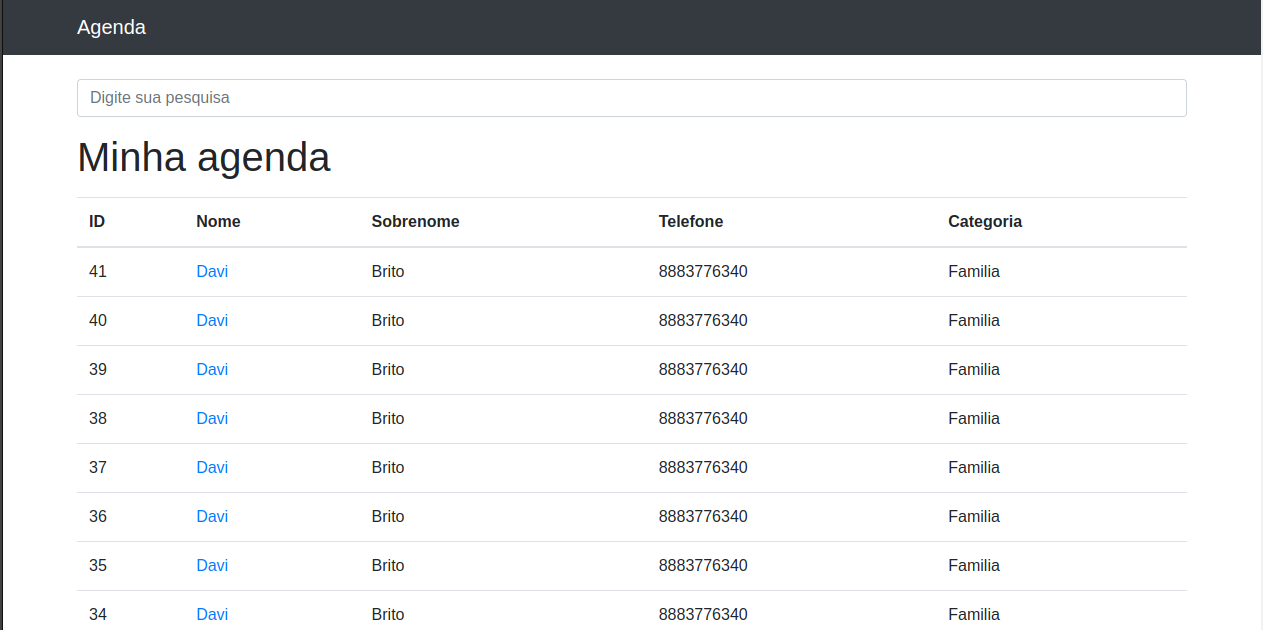 Agenda
Digite sua pesquisa
Minha agenda
ID Nome Sobrenome Telefone Categoria
41 Davi Brito 8883776340 Familia
40 Davi Brito 8883776340 Familia
39 Davi Brito 8883776340 Familia
38 Davi Brito 8883776340 Familia
37 Davi Brito 8883776340 Familia
36 Davi Brito 8883776340 Familia
35 Davi Brito 8883776340 Familia
34 Davi Brito 8883776340 Familia